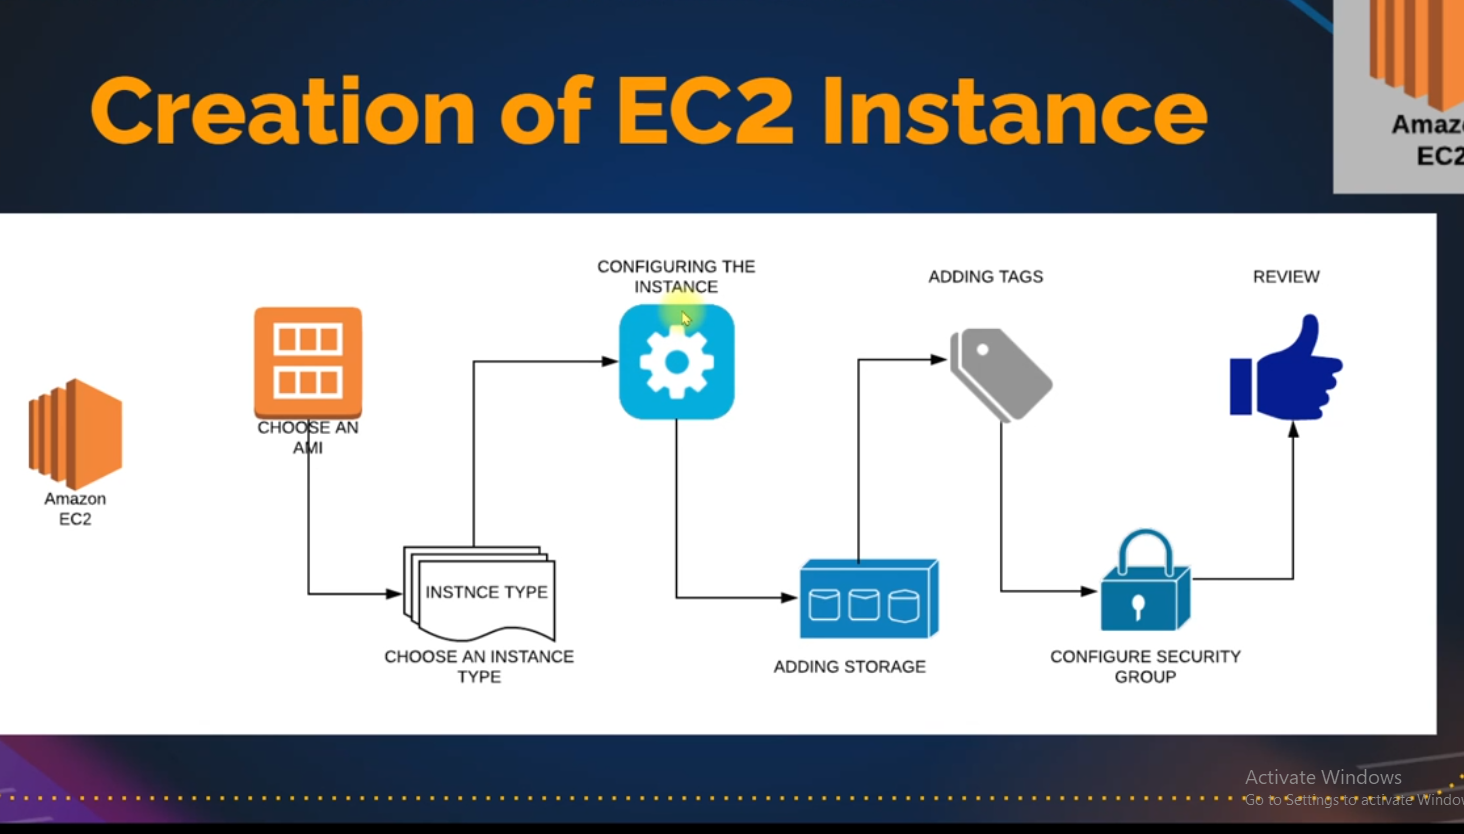 Creation of EC2 Instance
Amaz
EC2
CONFIGURING THE
INSTANCE
ADDING TAGS
REVIEW
CHOOSE AN
AMI
Amazon
EC2
INSTNCE TYPE
CHOOSE AN INSTANCE
TYPE
ADDING STORAGE
CONFIGURE SECURITY
GROUP
Activate Windows
Go to Settings to activate Windo